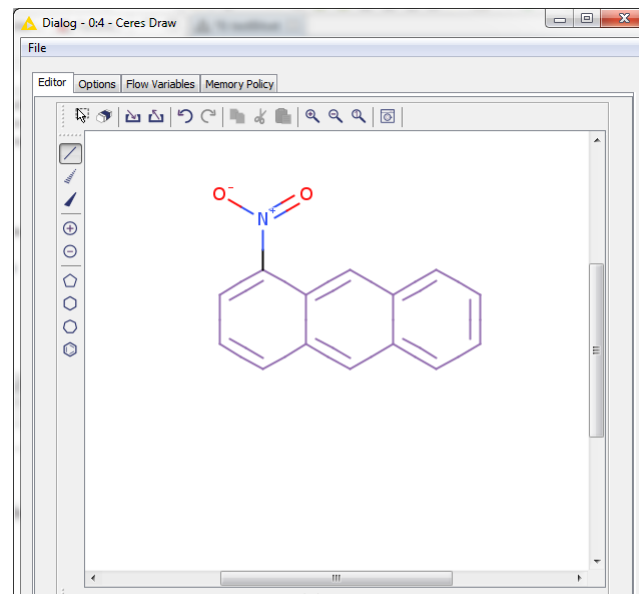 Dialog - 0:4 - Ceres Draw
File
Editor Options Flow Variables Memory Policy
O- O
N+